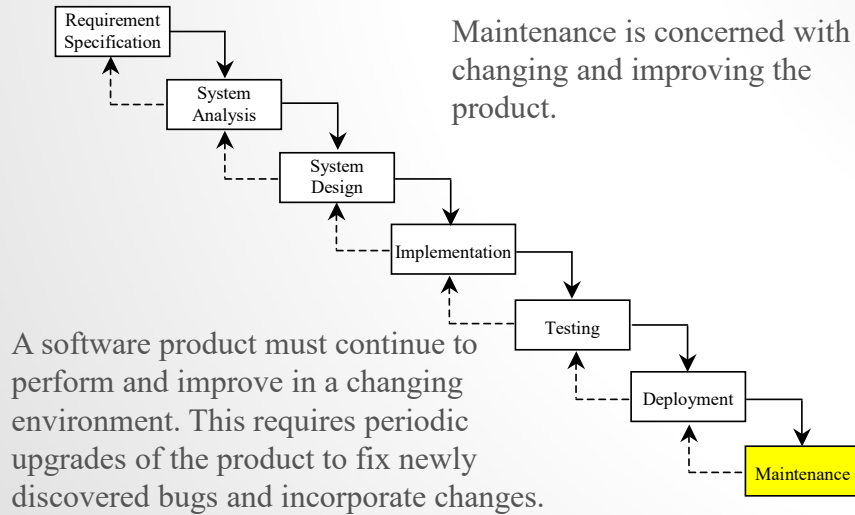 Requirement
Specification
Maintenance is concerned with
changing and improving the
product.
System
Analysis
System
Design
Implementation
Testing
A software product must continue to
perform and improve in a changing
environment. This requires periodic
upgrades of the product to fix newly
discovered bugs and incorporate changes.
Deployment
Maintenance